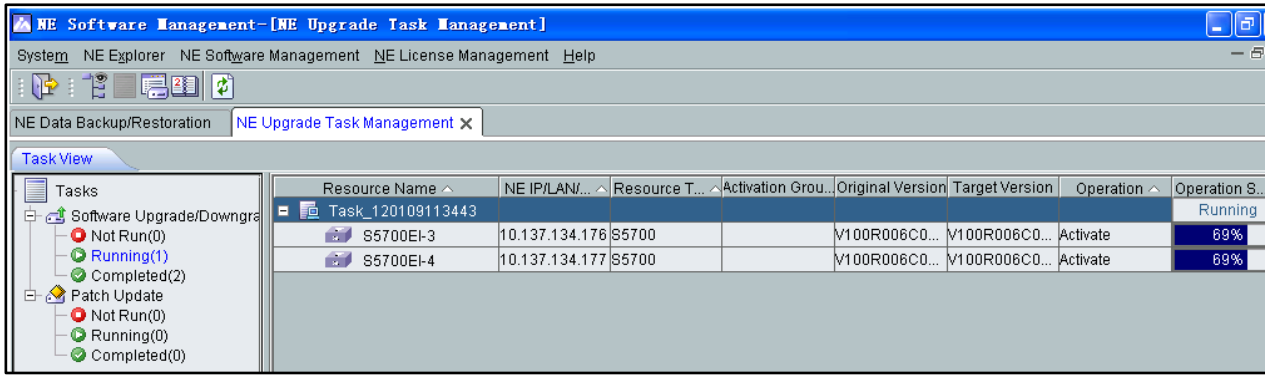 NE Software Management-[NE Upgrade Task Management]
System NE Explorer NE Software Management NE License Management Help
NE Data Backup/Restoration NE Upgrade Task Management
Task View
Tasks
Software Upgrade/Downgra
Not Run(0)
Running(1)
Completed(2)
Patch Update
Not Run(0)
Running(0)
Completed(0)
Resource Name NE IP/LAN/... Resource T... Activation Grou... Original Version Target Version Operation Operation S...
Task_120109113443 Running
S5700EI-3 10.137.134.176 S5700 V100R006C0... V100R006C0... Activate 69%
S5700EI-4 10.137.134.177 S5700 V100R006C0... V100R006C0... Activate 69%